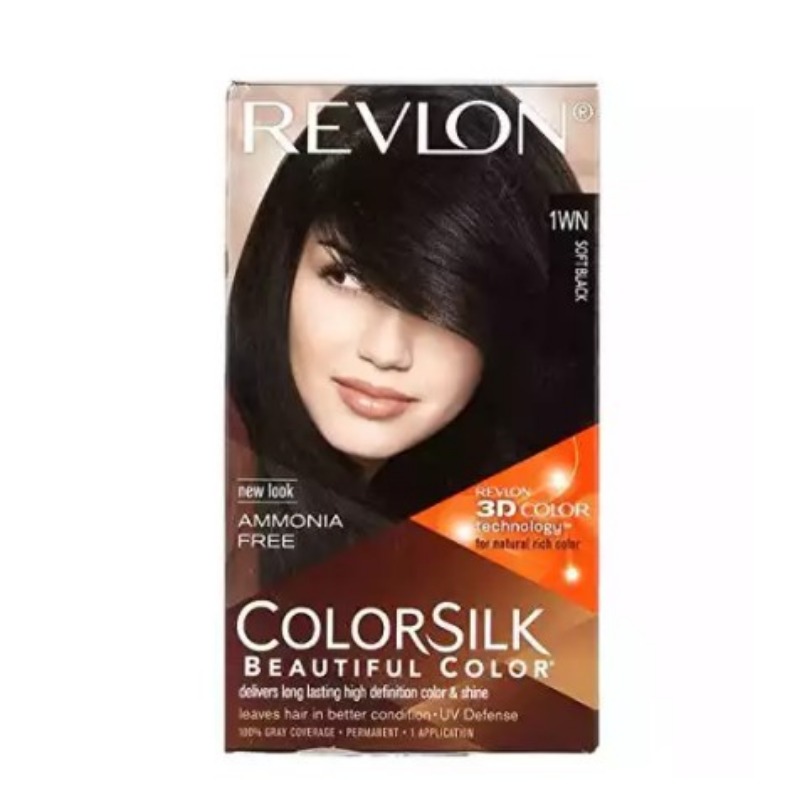 REVLON®
1WN
SOFT BLACK
new look
AMMONIA
FREE
REVLON
3D COLOR
technology™
for natural rich color
COLORSILK
BEAUTIFUL COLOR®
delivers long lasting high definition color & shine
leaves hair in better condition • UV Defense
100% GRAY COVERAGE • PERMANENT • 1 APPLICATION